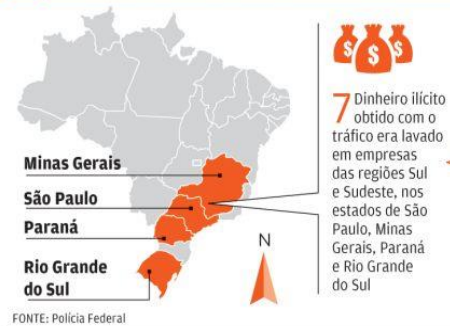 Minas Gerais
São Paulo
Paraná
Rio Grande
do Sul
N
$ $ $
7 Dinheiro ilícito
obtido com o
tráfico era lavado
em empresas
das regiões Sul
e Sudeste, nos
estados de São
Paulo, Minas
Gerais, Paraná
e Rio Grande
do Sul
FONTE: Polícia Federal